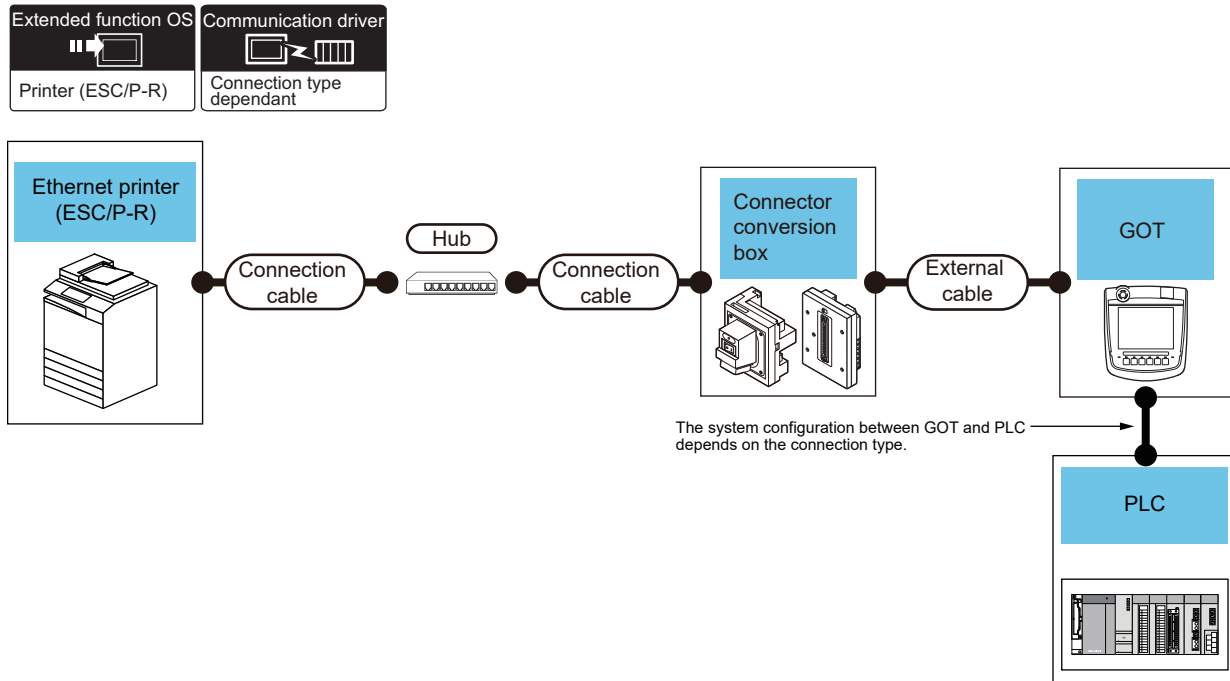 Extended function OS
Printer (ESC/P-R)
Communication driver
Connection type
dependant
Ethernet printer
(ESC/P-R)
Connection
cable
Hub
Connection
cable
Connector
conversion
box
External
cable
GOT
The system configuration between GOT and PLC
depends on the connection type.
PLC